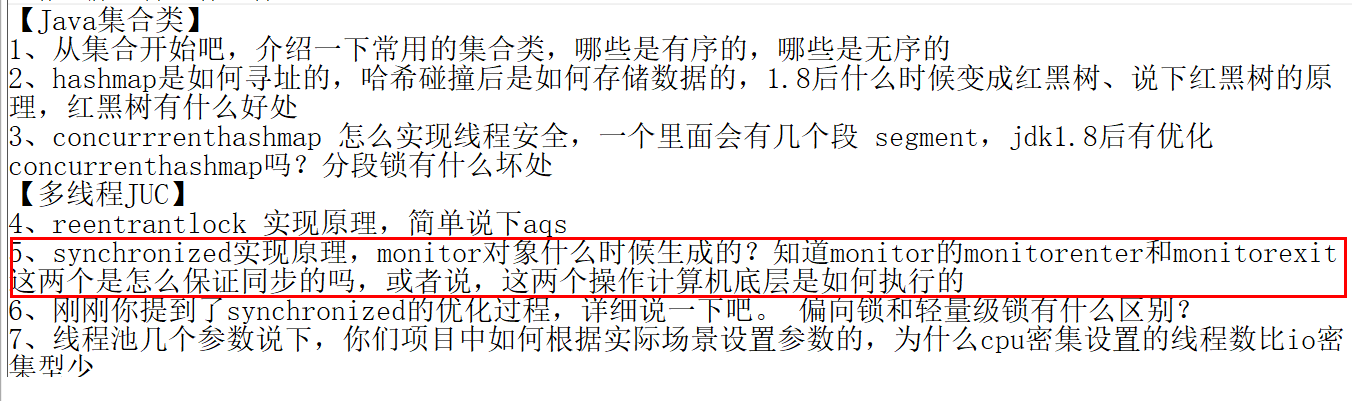 【Java集合类】
1、从集合开始吧，介绍一下常用的集合类，哪些是有序的，哪些是无序的
2、hashmap是如何寻址的，哈希碰撞后是如何存储数据的，1.8后什么时候变成红黑树、说下红黑树的原
理，红黑树有什么好处
3、concurrrenthashmap 怎么实现线程安全，一个里面会有几个段 segment，jdk1.8后有优化
concurrenthashmap吗？分段锁有什么坏处
【多线程JUC】
4、reentrantlock 实现原理，简单说下aqs
5、synchronized实现原理，monitor对象什么时候生成的？知道monitor的monitorenter和monitorexit
这两个是怎么保证同步的吗，或者说，这两个操作计算机底层是如何执行的
6、刚刚你提到了synchronized的优化过程，详细说一下吧。 偏向锁和轻量级锁有什么区别？
7、线程池几个参数说下，你们项目中如何根据实际场景设置参数的，为什么cpu密集设置的线程数比io密
集型少